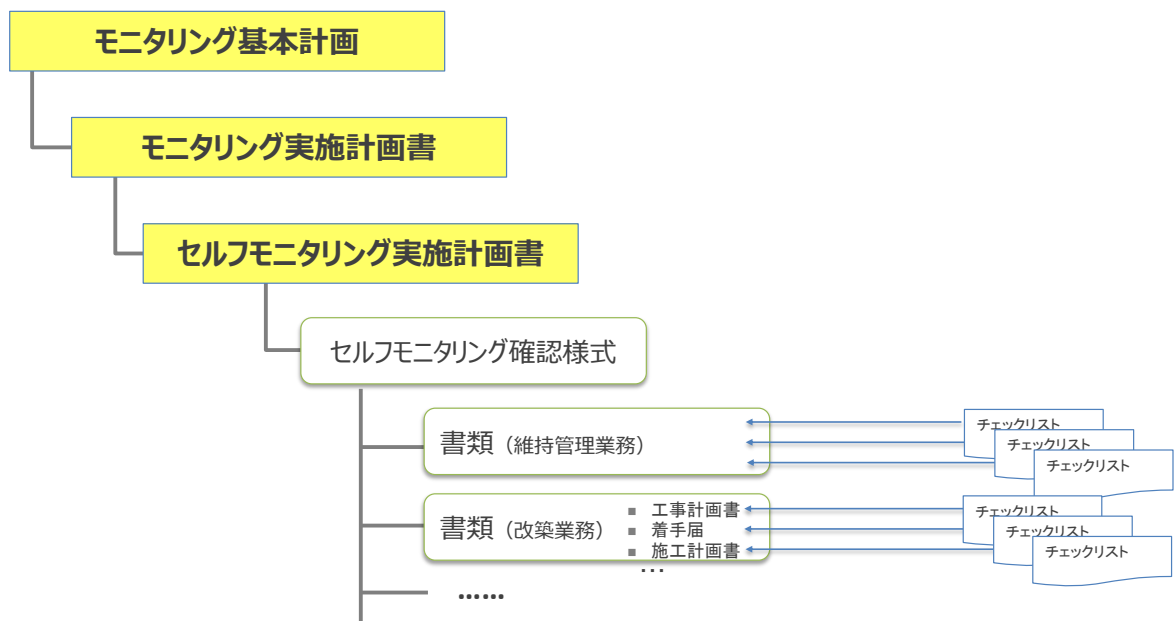 モニタリング基本計画
モニタリング実施計画書
セルフモニタリング実施計画書
セルフモニタリング確認様式
書類（維持管理業務）
チェックリスト
チェックリスト
チェックリスト
書類（改築業務）
■ 工事計画書
■ 着手届
■ 施工計画書
…
チェックリスト
チェックリスト
チェックリスト
……